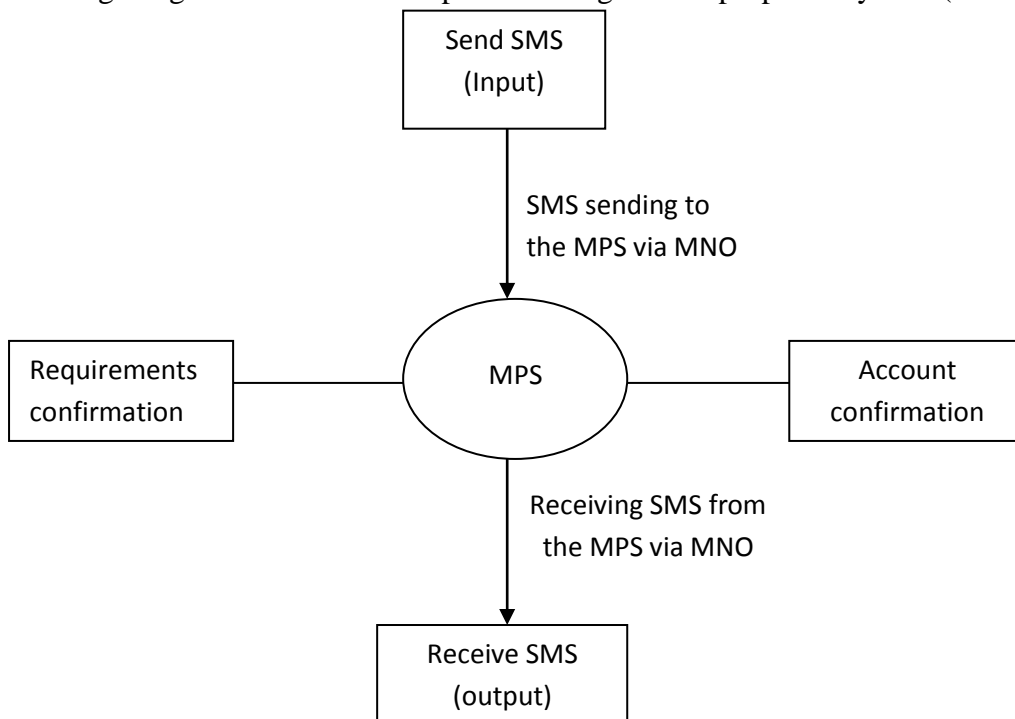 Send SMS
(Input)
SMS sending to
the MPS via MNO
Requirements
confirmation
MPS
Account
confirmation
Receiving SMS from
the MPS via MNO
Receive SMS
(output)